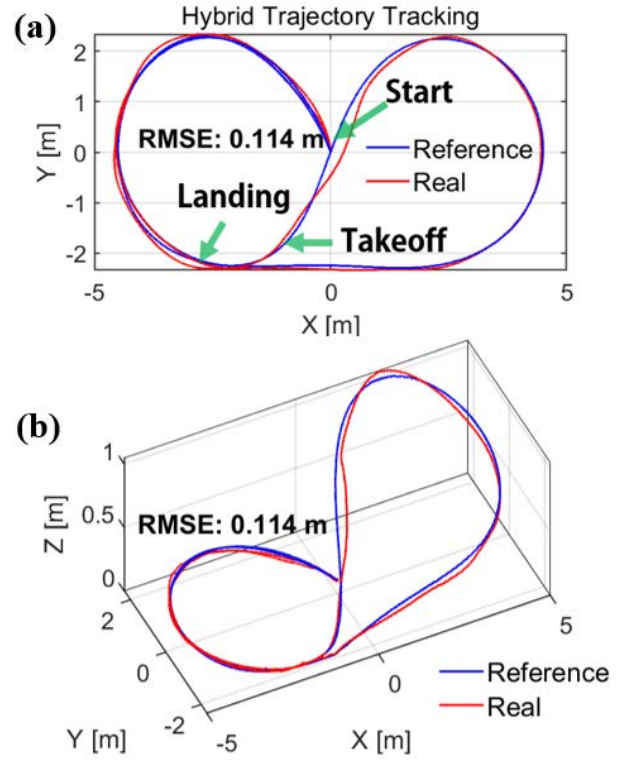 (a)
Hybrid Trajectory Tracking
2
1
0
-1
-2
Y [m]
Start
RMSE: 0.114 m
Reference
Real
Landing
Takeoff
-5
0
5
X [m]
(b)
1
0.5
0
Z [m]
RMSE: 0.114 m
2
0
-2
Y [m]
-5
0
5
X [m]
Reference
Real